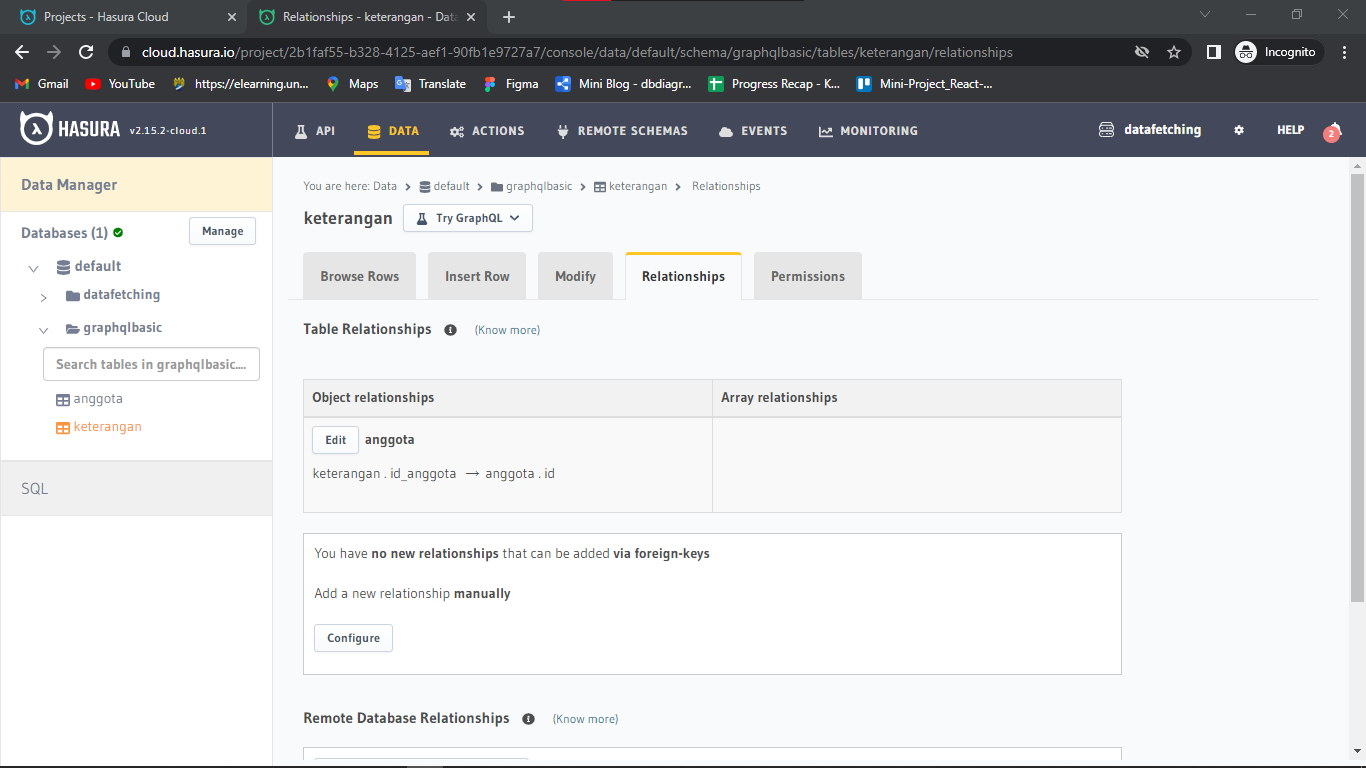 Projects - Hasura Cloud
Relationships - keterangan - Data
cloud.hasura.io/project/2b1faf55-b328-4125-aef1-90fb1e9727a7/console/data/default/schema/graphqlbasic/tables/keterangan/relationships
Incognito
Gmail YouTube https://elearning.un... Maps Translate Figma Mini Blog - dbdiagr... Progress Recap - K... Mini-Project_React-...
HASURA v2.15.2-cloud.1 API DATA ACTIONS REMOTE SCHEMAS EVENTS MONITORING datafetching HELP 2
Data Manager
Databases (1) Manage
default
datafetching
graphqlbasic
Search tables in graphqlbasic....
anggota
keterangan
SQL
You are here: Data > default > graphqlbasic > keterangan > Relationships
keterangan Try GraphQL
Browse Rows Insert Row Modify Relationships Permissions
Table Relationships (Know more)
Object relationships Array relationships
Edit anggota
keterangan . id_anggota → anggota . id
You have no new relationships that can be added via foreign-keys
Add a new relationship manually
Configure
Remote Database Relationships (Know more)